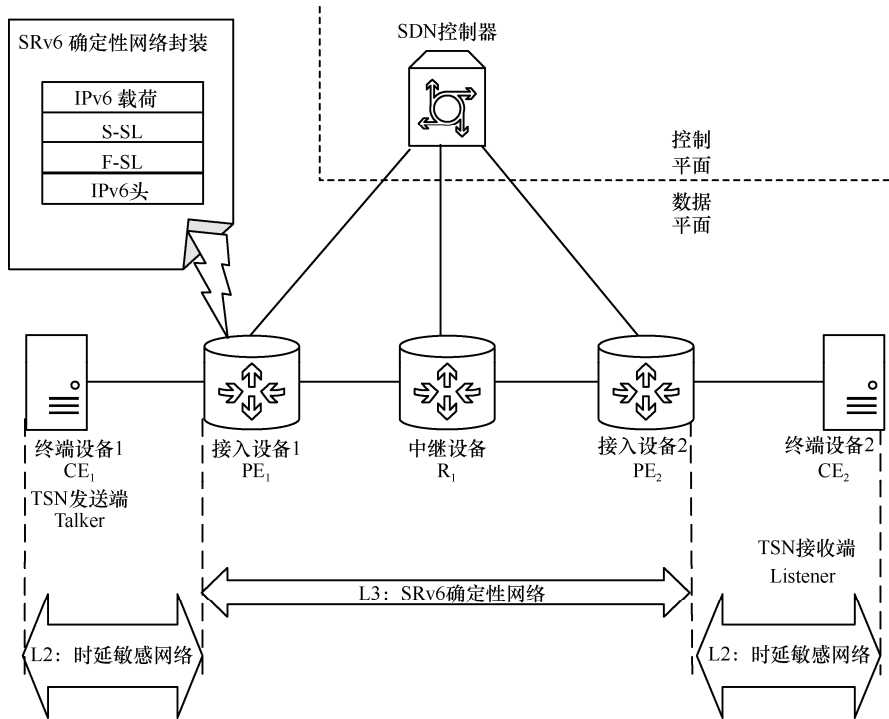 SRv6 确定性网络封装
IPv6 载荷
S-SL
F-SL
IPv6头
SDN控制器
控制
平面
数据
平面
终端设备1
CE₁
TSN发送端
Talker
接入设备1
PE₁
中继设备
R₁
接入设备2
PE₂
终端设备2
CE₂
TSN接收端
Listener
L3：SRv6确定性网络
L2：时延敏感网络
L2：时延敏感网络